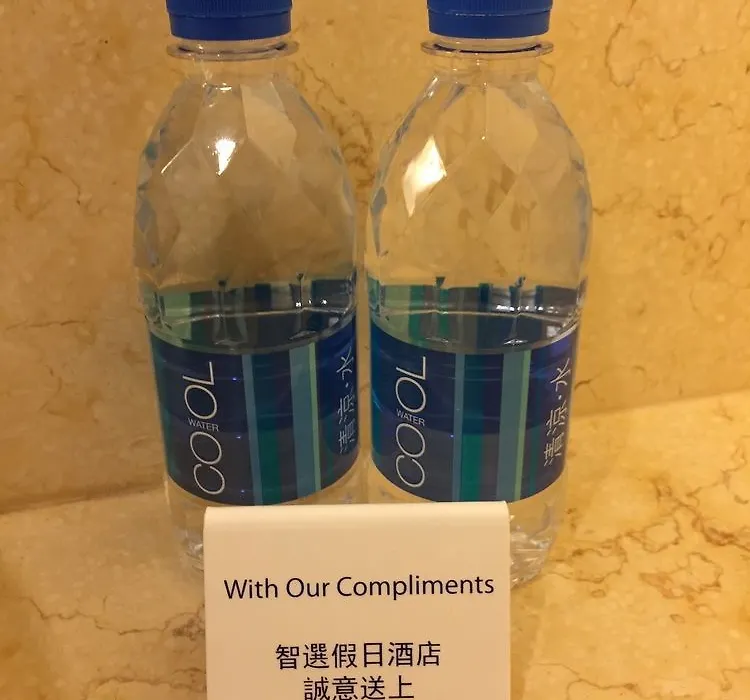 COOL
WATER
清涼·水
COOL
WATER
清涼·水
With Our Compliments
智選假日酒店
誠意送上